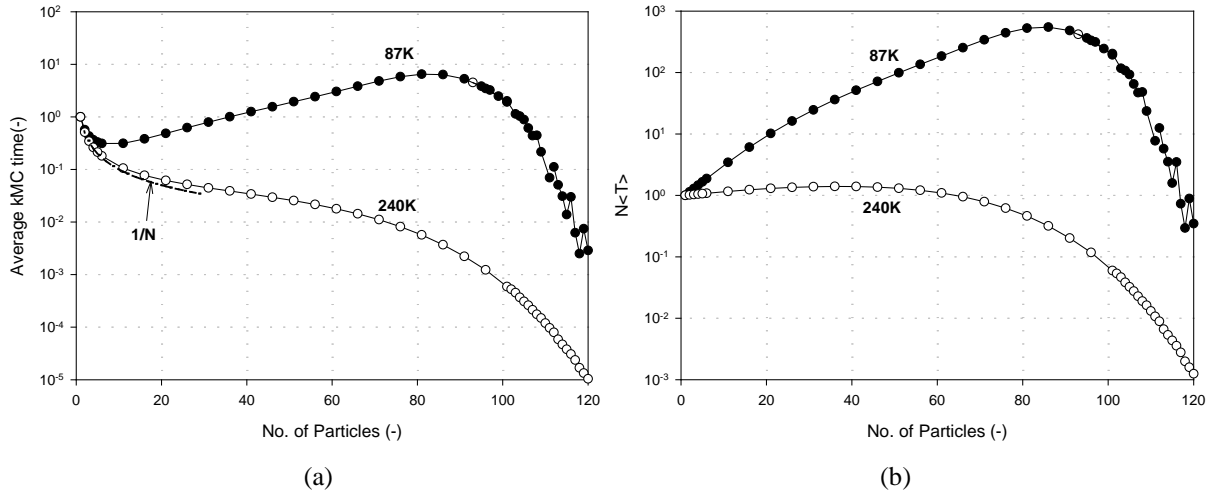 10²
10¹
10⁰
10⁻¹
10⁻²
10⁻³
10⁻⁴
10⁻⁵
Average kMC time(-)
87K
240K
1/N
0 20 40 60 80 100 120
No. of Particles (-)
(a)
10³
10²
10¹
10⁰
10⁻¹
10⁻²
10⁻³
N<T>
87K
240K
0 20 40 60 80 100 120
No. of Particles (-)
(b)